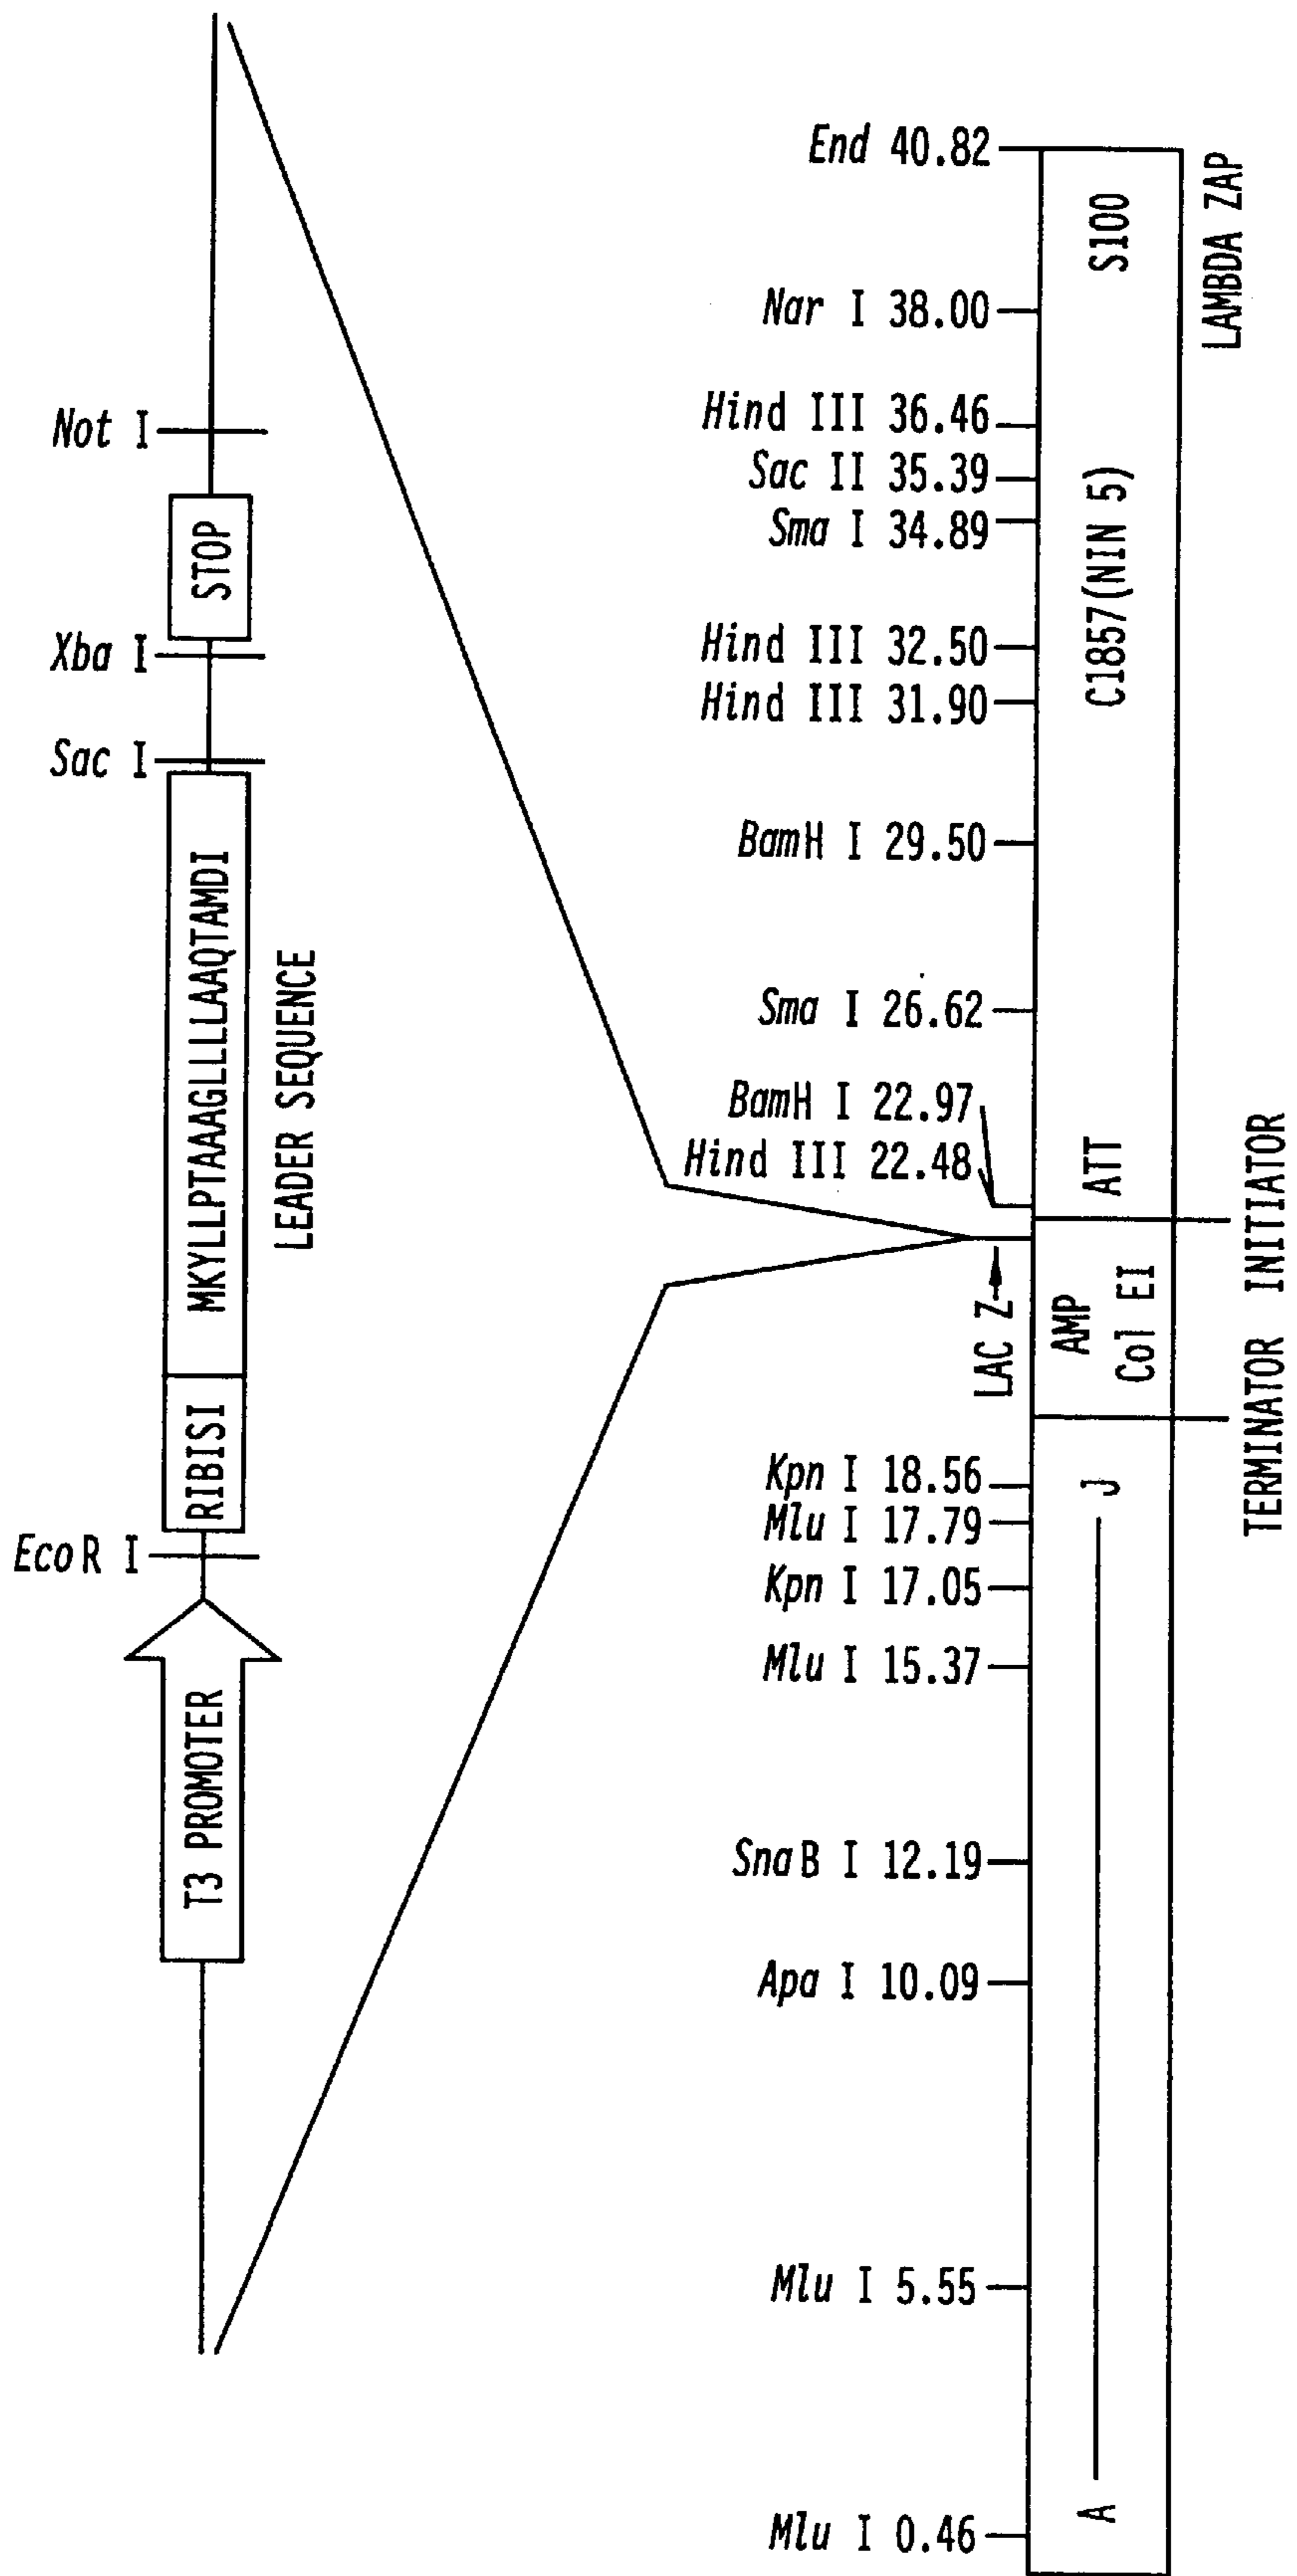 T3 PROMOTER
EcoR I
RIBISI
MKYLLPTAAAGLLLLAAQTAMDI
LEADER SEQUENCE
Sac I
Xba I
STOP
Not I
Mlu I 0.46
Mlu I 5.55
Apa I 10.09
SnaB I 12.19
Mlu I 15.37
Kpn I 17.05
Mlu I 17.79
Kpn I 18.56
LAC Z
Hind III 22.48
BamH I 22.97
Sma I 26.62
BamH I 29.50
Hind III 31.90
Hind III 32.50
Sma I 34.89
Sac II 35.39
Hind III 36.46
Nar I 38.00
End 40.82
A
J
AMP
Col EI
ATT
C1857(NIN 5)
S100
TERMINATOR INITIATOR
LAMBDA ZAP